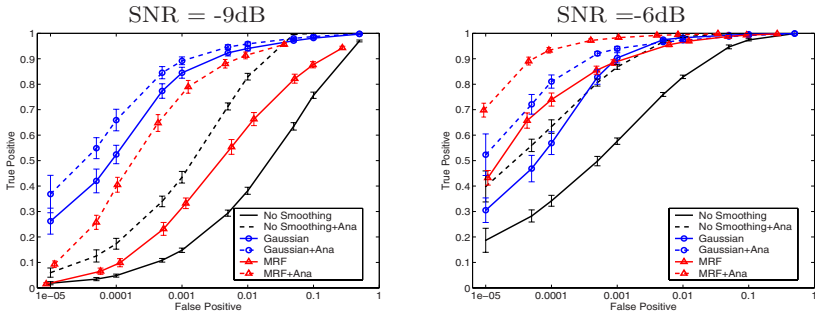 SNR = -9dB
SNR =-6dB
1
0.9
0.8
0.7
0.6
0.5
0.4
0.3
0.2
0.1
0
True Positive
1e-05
0.0001
0.001
0.01
0.1
1
False Positive
No Smoothing
No Smoothing+Ana
Gaussian
Gaussian+Ana
MRF
MRF+Ana
1
0.9
0.8
0.7
0.6
0.5
0.4
0.3
0.2
0.1
0
True Positive
1e-05
0.0001
0.001
0.01
0.1
1
False Positive
No Smoothing
No Smoothing+Ana
Gaussian
Gaussian+Ana
MRF
MRF+Ana